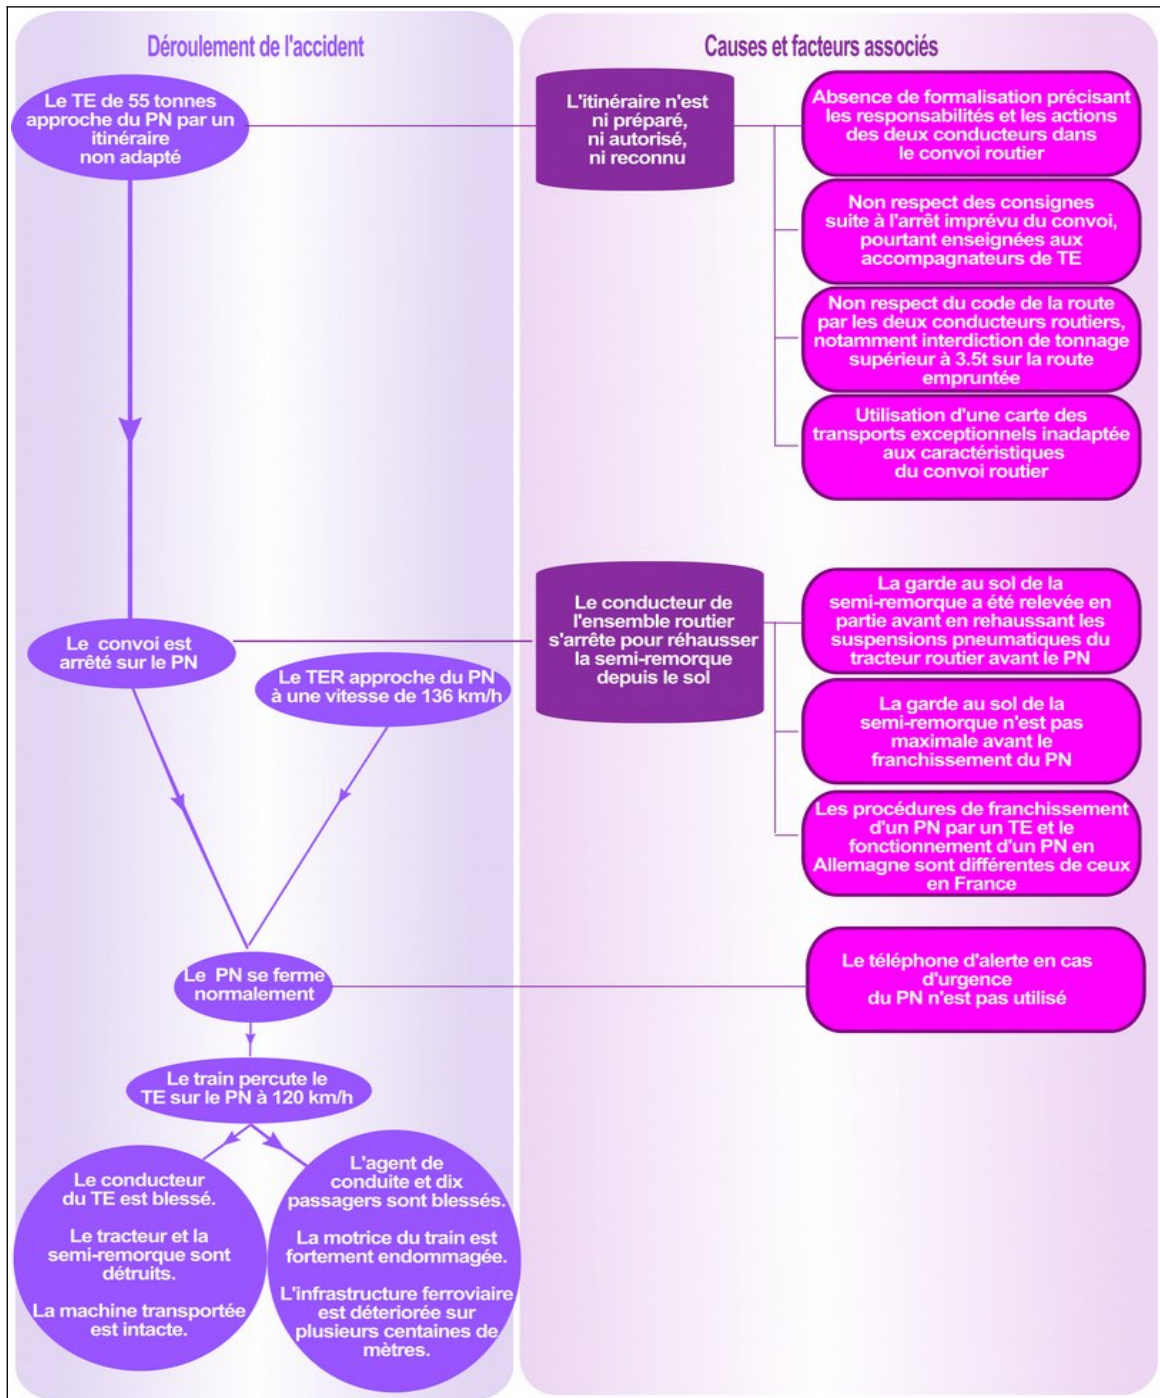 Déroulement de l'accident
Causes et facteurs associés
Le TE de 55 tonnes
approche du PN par un
itinéraire
non adapté
L'itinéraire n'est
ni préparé,
ni autorisé,
ni reconnu
Absence de formalisation précisant
les responsabilités et les actions
des deux conducteurs dans
le convoi routier
Non respect des consignes
suite à l'arrêt imprévu du convoi,
pourtant enseignées aux
accompagnateurs de TE
Non respect du code de la route
par les deux conducteurs routiers,
notamment interdiction de tonnage
supérieur à 3.5t sur la route
empruntée
Utilisation d'une carte des
transports exceptionnels inadaptée
aux caractéristiques
du convoi routier
Le convoi est
arrêté sur le PN
Le TER approche du PN
à une vitesse de 136 km/h
Le conducteur de
l'ensemble routier
s'arrête pour réhausser
la semi-remorque
depuis le sol
La garde au sol de la
semi-remorque a été relevée en
partie avant en rehaussant les
suspensions pneumatiques du
tracteur routier avant le PN
La garde au sol de la
semi-remorque n'est pas
maximale avant le
franchissement du PN
Les procédures de franchissement
d'un PN par un TE et le
fonctionnement d'un PN en
Allemagne sont différentes de ceux
en France
Le PN se ferme
normalement
Le téléphone d'alerte en cas
d'urgence
du PN n'est pas utilisé
Le train percute le
TE sur le PN à 120 km/h
Le conducteur
du TE est blessé.
Le tracteur et la
semi-remorque sont
détruits.
La machine transportée
est intacte.
L'agent de
conduite et dix
passagers sont blessés.
La motrice du train est
fortement endommagée.
L'infrastructure ferroviaire
est déteriorée sur
plusieurs centaines de
mètres.